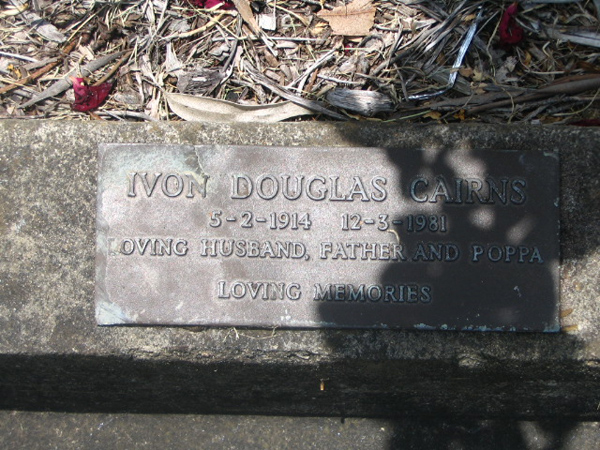 IVON DOUGLAS CAIRNS
5-2-1914 12-3-1981
LOVING HUSBAND, FATHER AND POPPA
LOVING MEMORIES